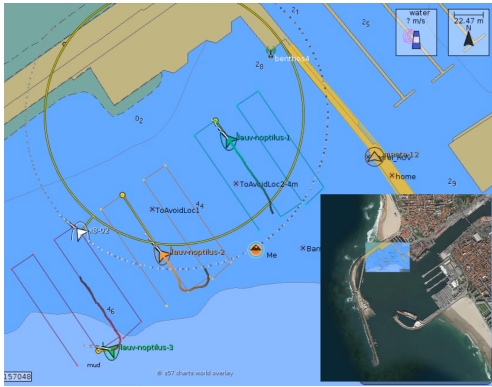 water
? m/s
22.47 m
N
2₁
2₅
2₈
benthos4
0₂
lauv-noptilus-1
home
ToAvoidLoc2-4m
2₉
ToAvoidLoc1
4₄
lauv-noptilus-2
Me
Ban
4₆
lauv-noptilus-3
mud
© s57 charts world overlay
157048